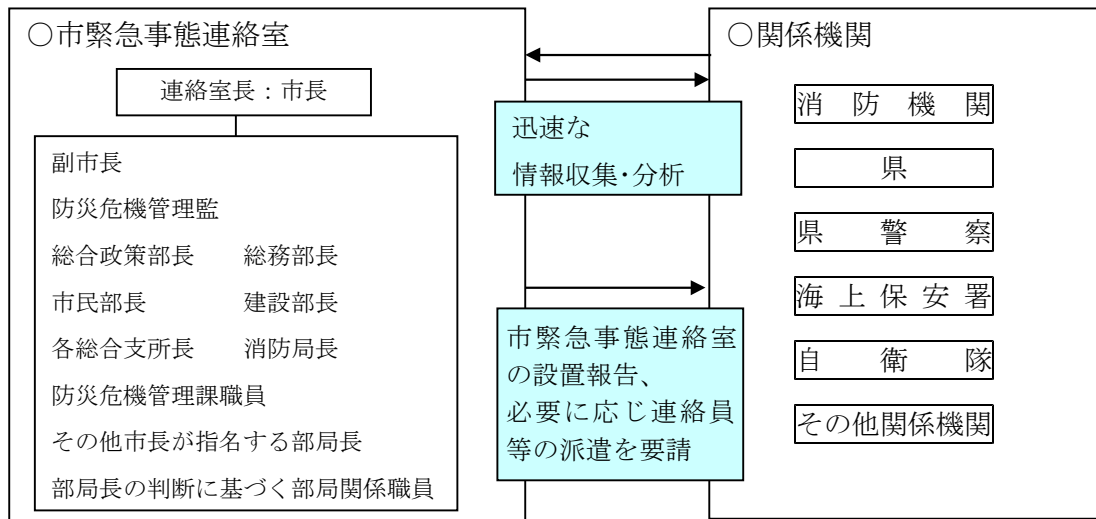 ○市緊急事態連絡室
連絡室長：市長
副市長
防災危機管理監
総合政策部長 総務部長
市民部長 建設部長
各総合支所長 消防局長
防災危機管理課職員
その他市長が指名する部局長
部局長の判断に基づく部局関係職員
迅速な
情報収集･分析
市緊急事態連絡室
の設置報告、
必要に応じ連絡員
等の派遣を要請
○関係機関
消防機関
県
県警察
海上保安署
自衛隊
その他関係機関